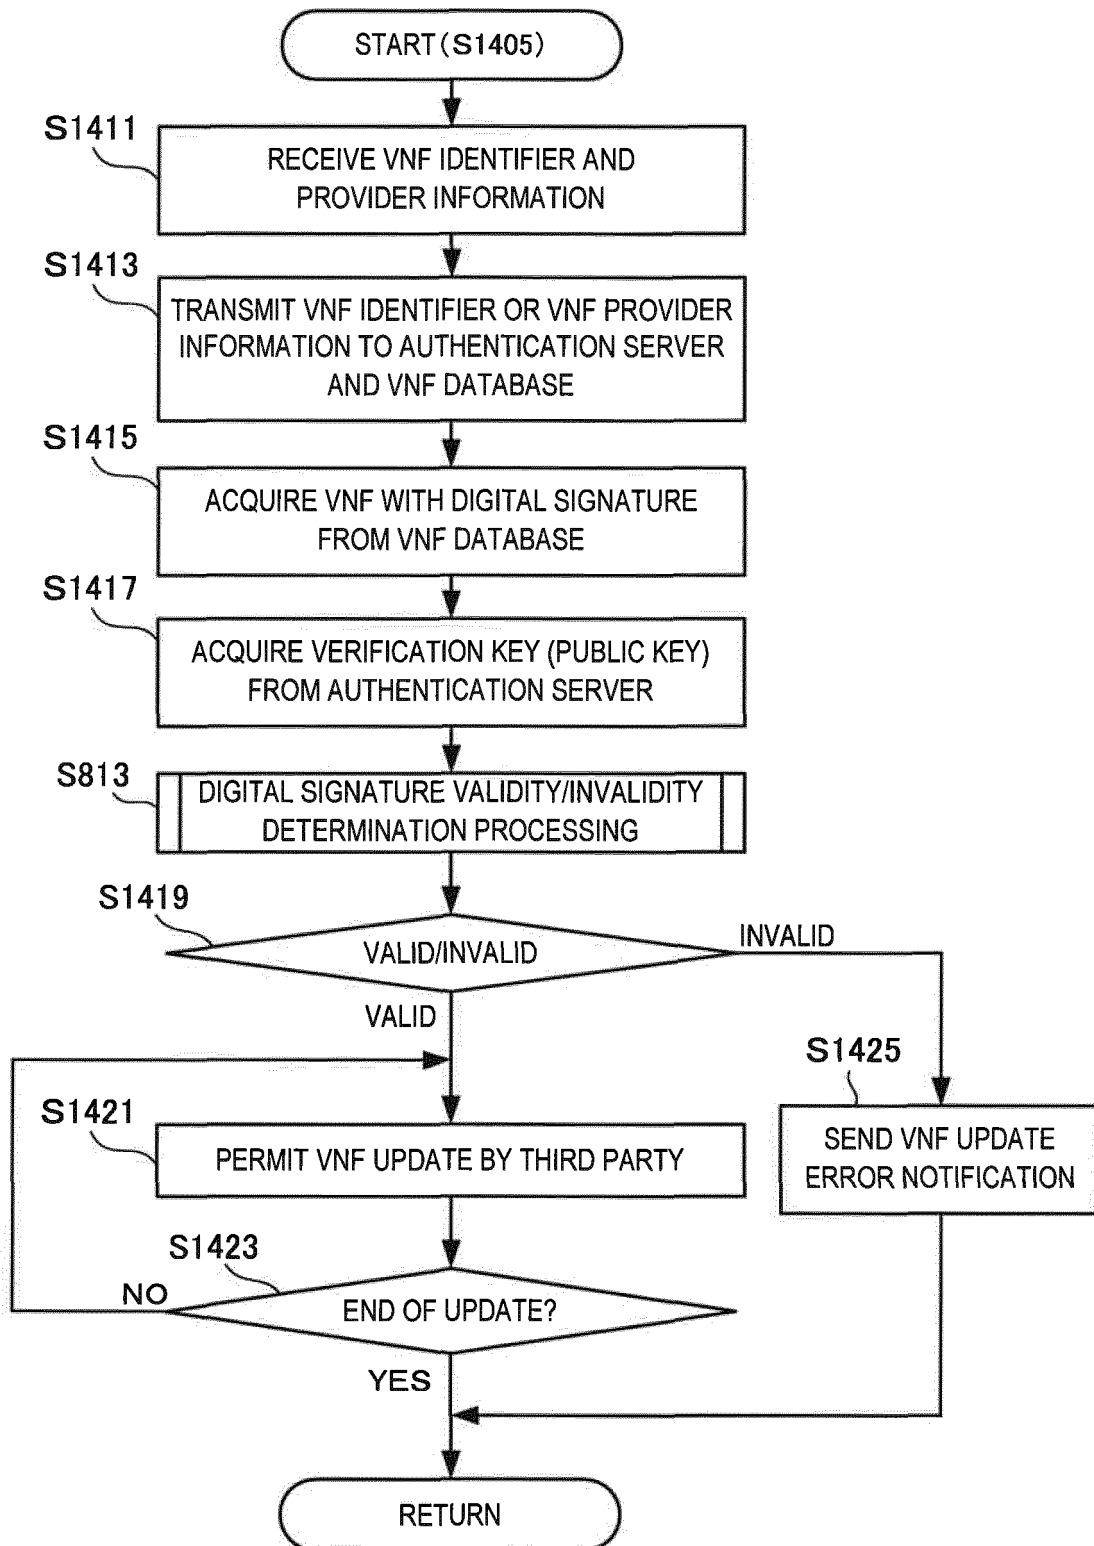 START(S1405)
S1411
RECEIVE VNF IDENTIFIER AND
PROVIDER INFORMATION
S1413
TRANSMIT VNF IDENTIFIER OR VNF PROVIDER
INFORMATION TO AUTHENTICATION SERVER
AND VNF DATABASE
S1415
ACQUIRE VNF WITH DIGITAL SIGNATURE
FROM VNF DATABASE
S1417
ACQUIRE VERIFICATION KEY (PUBLIC KEY)
FROM AUTHENTICATION SERVER
S813
DIGITAL SIGNATURE VALIDITY/INVALIDITY
DETERMINATION PROCESSING
S1419
VALID/INVALID
INVALID
VALID
S1425
SEND VNF UPDATE
ERROR NOTIFICATION
S1421
PERMIT VNF UPDATE BY THIRD PARTY
S1423
NO
END OF UPDATE?
YES
RETURN